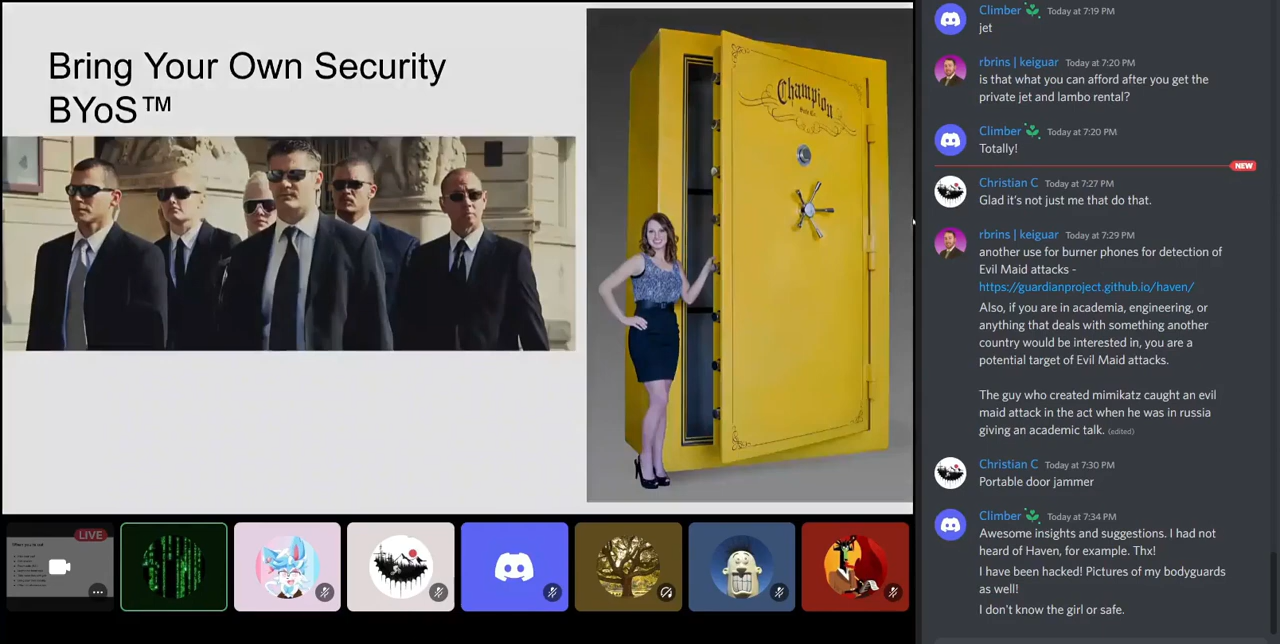 Bring Your Own Security
BYoS™
Champion
LIVE
Climber Today at 7:19 PM
jet
rbrins | keiguar Today at 7:20 PM
is that what you can afford after you get the
private jet and lambo rental?
Climber Today at 7:20 PM
Totally!
NEW
Christian C Today at 7:27 PM
Glad it's not just me that do that.
rbrins | keiguar Today at 7:29 PM
another use for burner phones for detection of
Evil Maid attacks -
https://guardianproject.github.io/haven/
Also, if you are in academia, engineering, or
anything that deals with something another
country would be interested in, you are a
potential target of Evil Maid attacks.
The guy who created mimikatz caught an evil
maid attack in the act when he was in russia
giving an academic talk. (edited)
Christian C Today at 7:30 PM
Portable door jammer
Climber Today at 7:34 PM
Awesome insights and suggestions. I had not
heard of Haven, for example. Thx!
I have been hacked! Pictures of my bodyguards
as well!
I don't know the girl or safe.